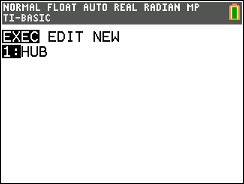 NORMAL FLOAT AUTO REAL RADIAN MP
TI-BASIC
EXEC EDIT NEW
1:HUB